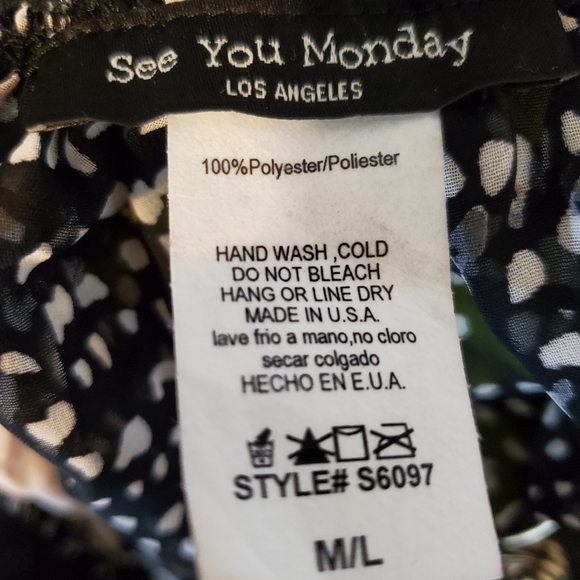 See You Monday
LOS ANGELES
100%Polyester/Poliester
HAND WASH ,COLD
DO NOT BLEACH
HANG OR LINE DRY
MADE IN U.S.A.
lave frio a mano,no cloro
secar colgado
HECHO EN E.U.A.
STYLE# S6097
M/L